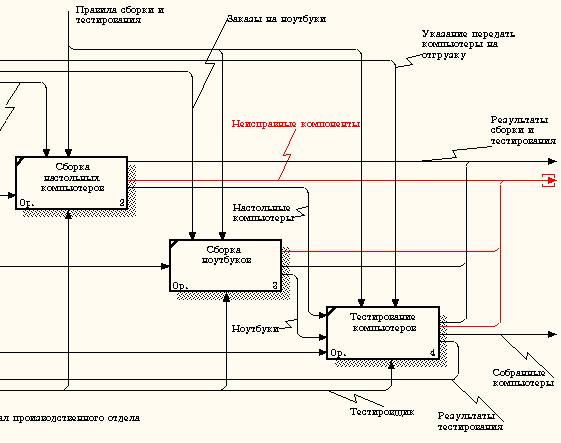 Правила сборки и
тестирования
Заказы на ноутбуки
Указание передать
компьютеры на
отгрузку
Неисправные компоненты
Результаты
сборки и
тестирования
Сборка
настольных
компьютеров
0р.
2
Настольные
компьютеры
Сборка
ноутбуков
0р.
3
Ноутбуки
Тестирование
компьютеров
0р.
4
Собранные
компьютеры
Тестировщик
Результаты
тестирования
ал производственного отдела